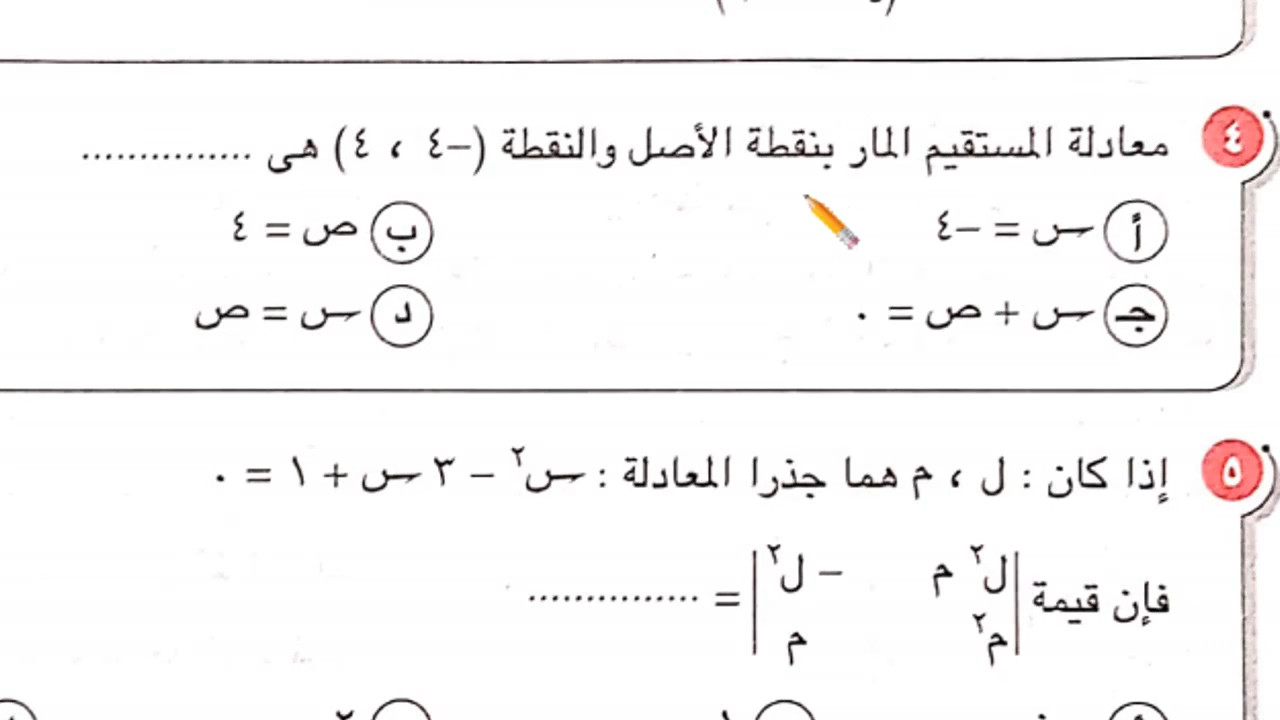 ٤ معادلة المستقيم المار بنقطة الأصل والنقطة (–٤ ، ٤) هى ...............
أ س = –٤ ب ص = ٤
جـ س + ص = ٠ د س = ص
٥ إذا كان : ل ، م هما جذرا المعادلة : س٢ – ٣ س + ١ = ٠
فإن قيمة | ل٢ م – ل٢ | = ...............
م٢ م